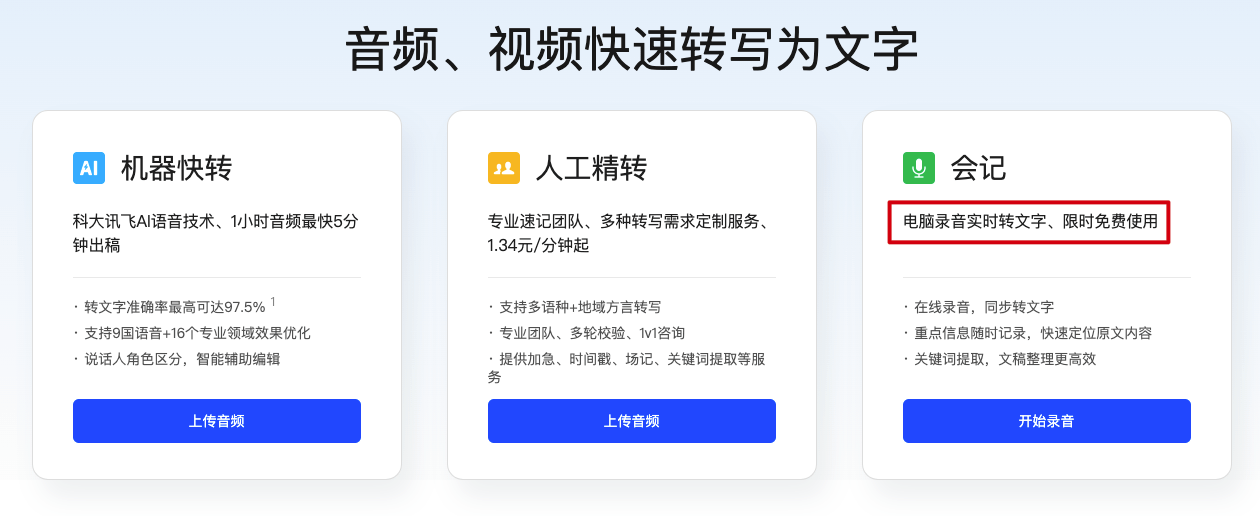 音频、视频快速转写为文字
AI 机器快转
科大讯飞AI语音技术、1小时音频最快5分
钟出稿
· 转文字准确率最高可达97.5% 1
· 支持9国语音+16个专业领域效果优化
· 说话人角色区分，智能辅助编辑
上传音频
人工精转
专业速记团队、多种转写需求定制服务、
1.34元/分钟起
· 支持多语种+地域方言转写
· 专业团队、多轮校验、1v1咨询
· 提供加急、时间戳、场记、关键词提取等服
务
上传音频
会记
电脑录音实时转文字、限时免费使用
· 在线录音，同步转文字
· 重点信息随时记录，快速定位原文内容
· 关键词提取，文稿整理更高效
开始录音